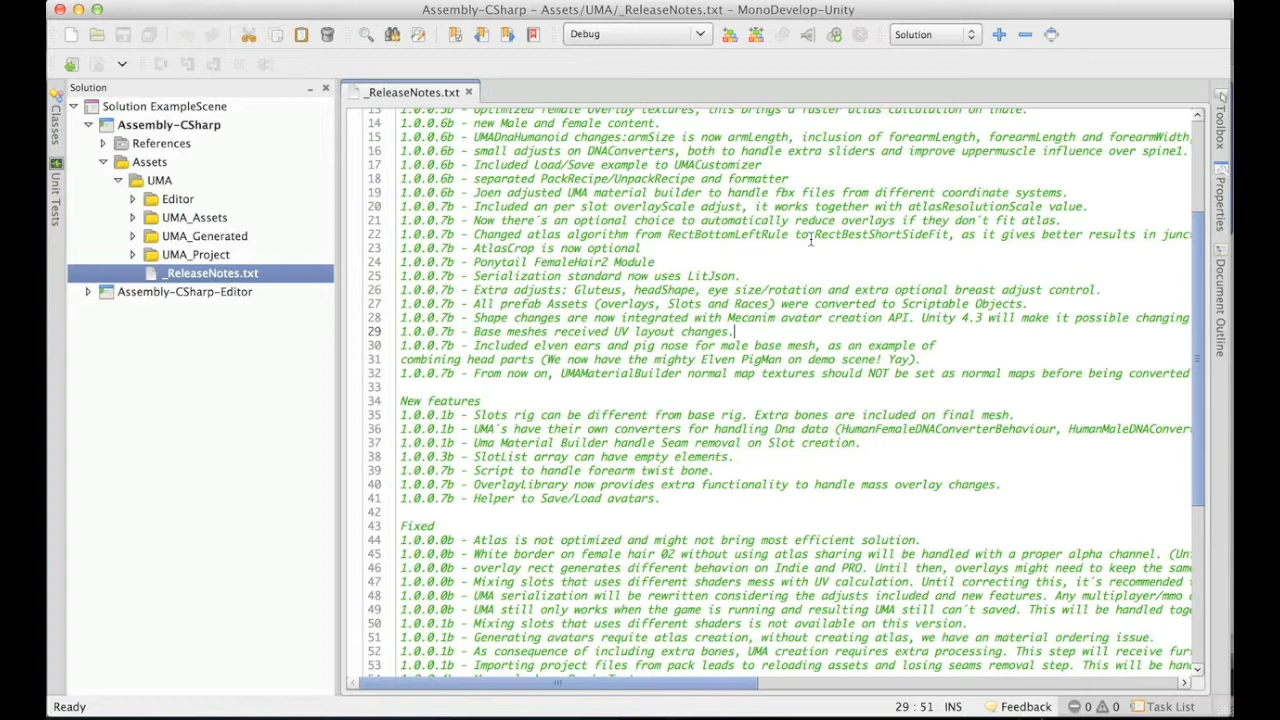 Assembly-CSharp – Assets/UMA/_ReleaseNotes.txt – MonoDevelop-Unity
Debug
Solution
Solution
Classes
Unit Tests
Solution ExampleScene
Assembly-CSharp
References
Assets
UMA
Editor
UMA_Assets
UMA_Generated
UMA_Project
_ReleaseNotes.txt
Assembly-CSharp-Editor
_ReleaseNotes.txt
13 1.0.0.5b - optimized female overlay textures, this brings a faster atlas calculation on
14 1.0.0.6b - new Male and female content.
15 1.0.0.6b - UMADnaHumanoid changes:armSize is now armLength, inclusion of forearmLength, forearmLength and forearmWidth,
16 1.0.0.6b - small adjusts on DNAConverters, both to handle extra sliders and improve uppermuscle influence over spine1.
17 1.0.0.6b - Included Load/Save example to UMACustomizer
18 1.0.0.6b - separated PackRecipe/UnpackRecipe and formatter
19 1.0.0.7b - Joen adjusted UMA material builder to handle fbx files from different coordinate systems.
20 1.0.0.7b - Included an per slot overlayScale adjust, it works together with atlasResolutionScale value.
21 1.0.0.7b - Now there´s an optional choice to automatically reduce overlays if they don´t fit atlas.
22 1.0.0.7b - Changed atlas algorithm from RectBottomLeftRule to RectBestShortSideFit, as it gives better results in junc
23 1.0.0.7b - AtlasCrop is now optional
24 1.0.0.7b - Ponytail FemaleHair2 Module
25 1.0.0.7b - Serialization standard now uses LitJson.
26 1.0.0.7b - Extra adjusts: Gluteus, headShape, eye size/rotation and extra optional breast adjust control.
27 1.0.0.7b - All prefab Assets (overlays, Slots and Races) were converted to Scriptable Objects.
28 1.0.0.7b - Shape changes are now integrated with Mecanim avatar creation API. Unity 4.3 will make it possible changing
29 1.0.0.7b - Base meshes received UV layout changes.
30 1.0.0.7b - Included elven ears and pig nose for male base mesh, as an example of
31 combining head parts (We now have the mighty Elven PigMan on demo scene! Yay).
32 1.0.0.7b - From now on, UMAMaterialBuilder normal map textures should NOT be set as normal maps before being converted
33
34 New features
35 1.0.0.1b - Slots rig can be different from base rig. Extra bones are included on final mesh.
36 1.0.0.1b - UMA´s have their own converters for handling Dna data (HumanFemaleDNAConverterBehaviour, HumanMaleDNAConver
37 1.0.0.1b - Uma Material Builder handle Seam removal on Slot creation.
38 1.0.0.3b - SlotList array can have empty elements.
39 1.0.0.7b - Script to handle forearm twist bone.
40 1.0.0.7b - OverlayLibrary now provides extra functionality to handle mass overlay changes.
41 1.0.0.7b - Helper to Save/Load avatars.
42
43 Fixed
44 1.0.0.0b - Atlas is not optimized and might not bring most efficient solution.
45 1.0.0.0b - White border on female hair 02 without using atlas sharing will be handled with a proper alpha channel. (Un
46 1.0.0.0b - overlay rect generates different behavion on Indie and PRO. Until then, overlays might need to keep the same
47 1.0.0.0b - Mixing slots that uses different shaders mess with UV calculation. Until correcting this, it´s recommended
48 1.0.0.0b - UMA serialization will be rewritten considering the adjusts included and new features. Any multiplayer/mmo
49 1.0.0.0b - UMA still only works when the game is running and resulting UMA still can´t saved. This will be handled tog
50 1.0.0.1b - Mixing slots that uses different shaders is not available on this version.
51 1.0.0.1b - Generating avatars requite atlas creation, without creating atlas, we have an material ordering issue.
52 1.0.0.1b - As consequence of including extra bones, UMA creation requires extra processing. This step will receive fur
53 1.0.0.1b - Importing project files from pack leads to reloading assets and losing seams removal step. This will be han
Toolbox
Properties
Document Outline
Ready
29 : 51
INS
Feedback
0
0
Task List